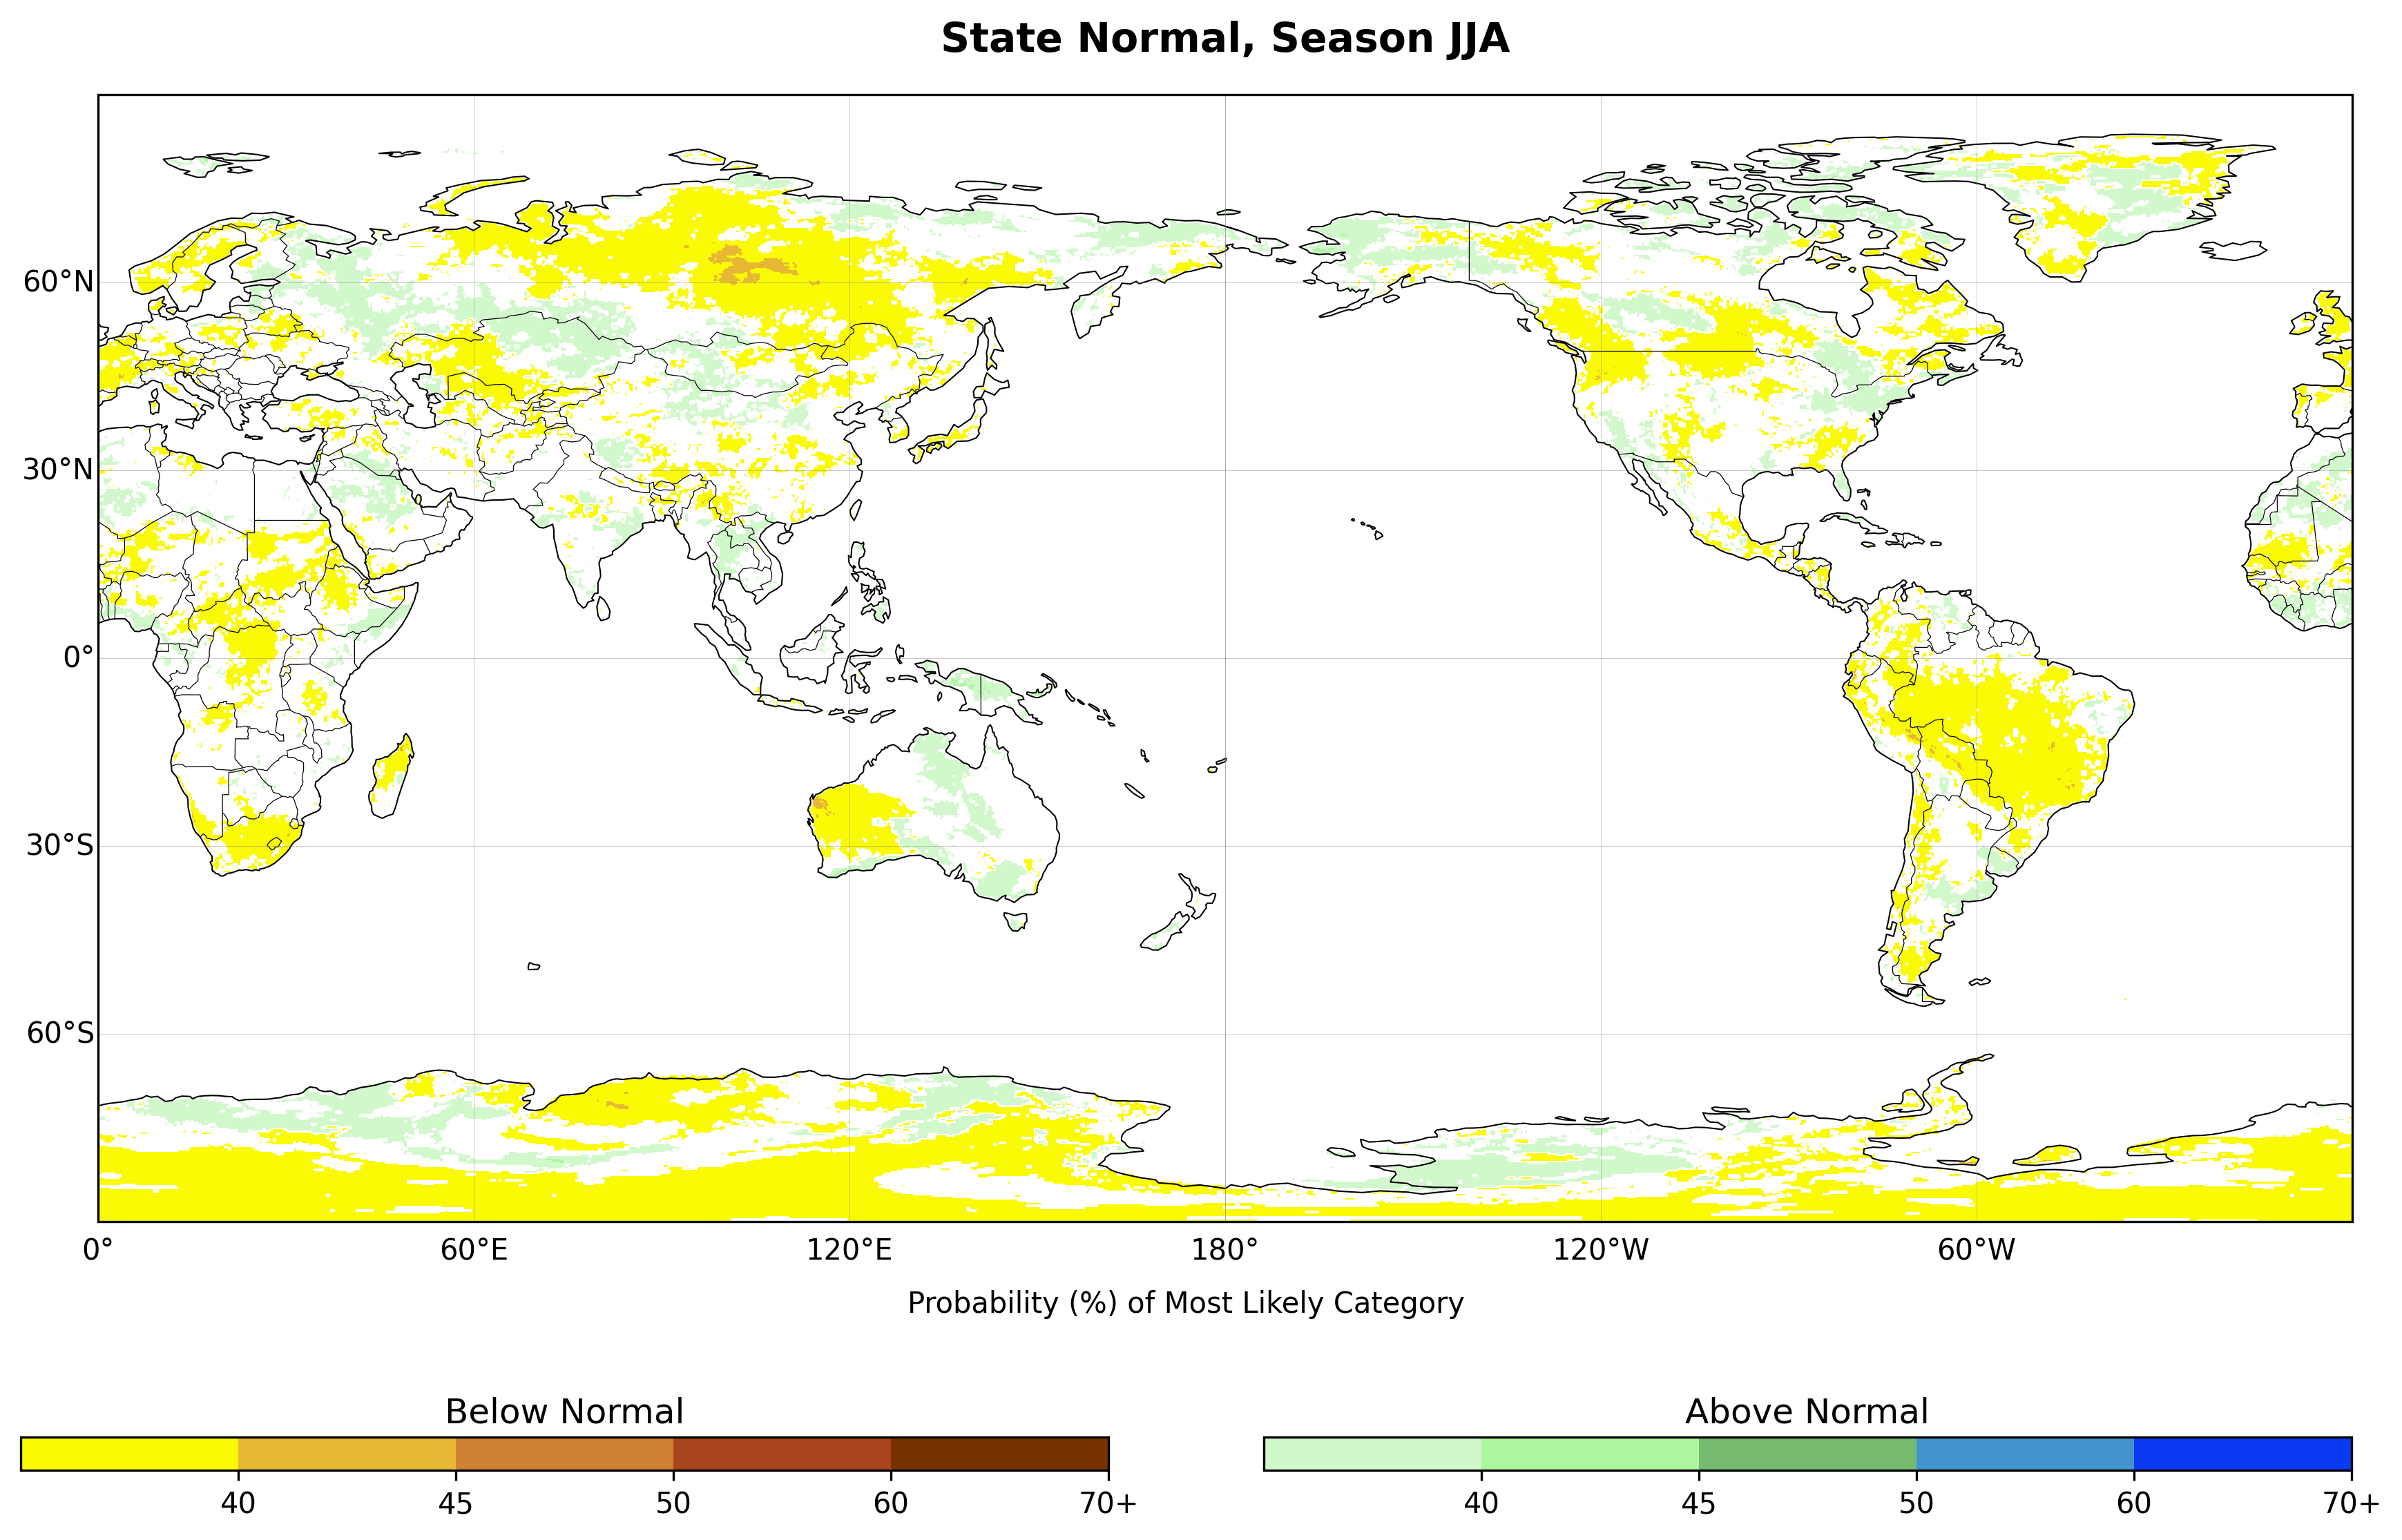 State Normal, Season JJA
60°N
30°N
0°
30°S
60°S
0° 60°E 120°E 180° 120°W 60°W
Probability (%) of Most Likely Category
Below Normal Above Normal
40 45 50 60 70+ 40 45 50 60 70+